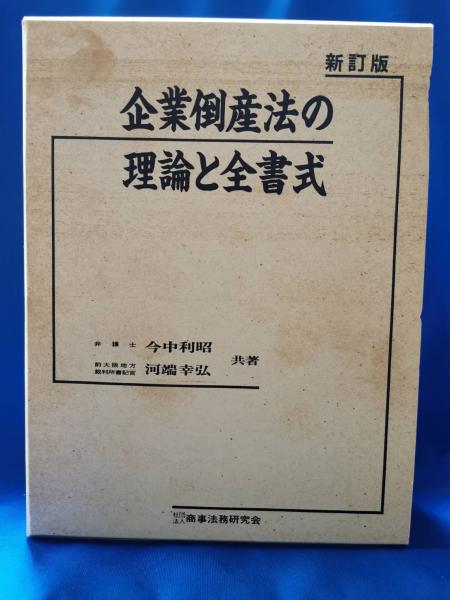 新訂版
企業倒産法の
理論と全書式
弁護士 今中利昭
前大阪地方裁判所書記官 河端幸弘
共著
社団法人 商事法務研究会